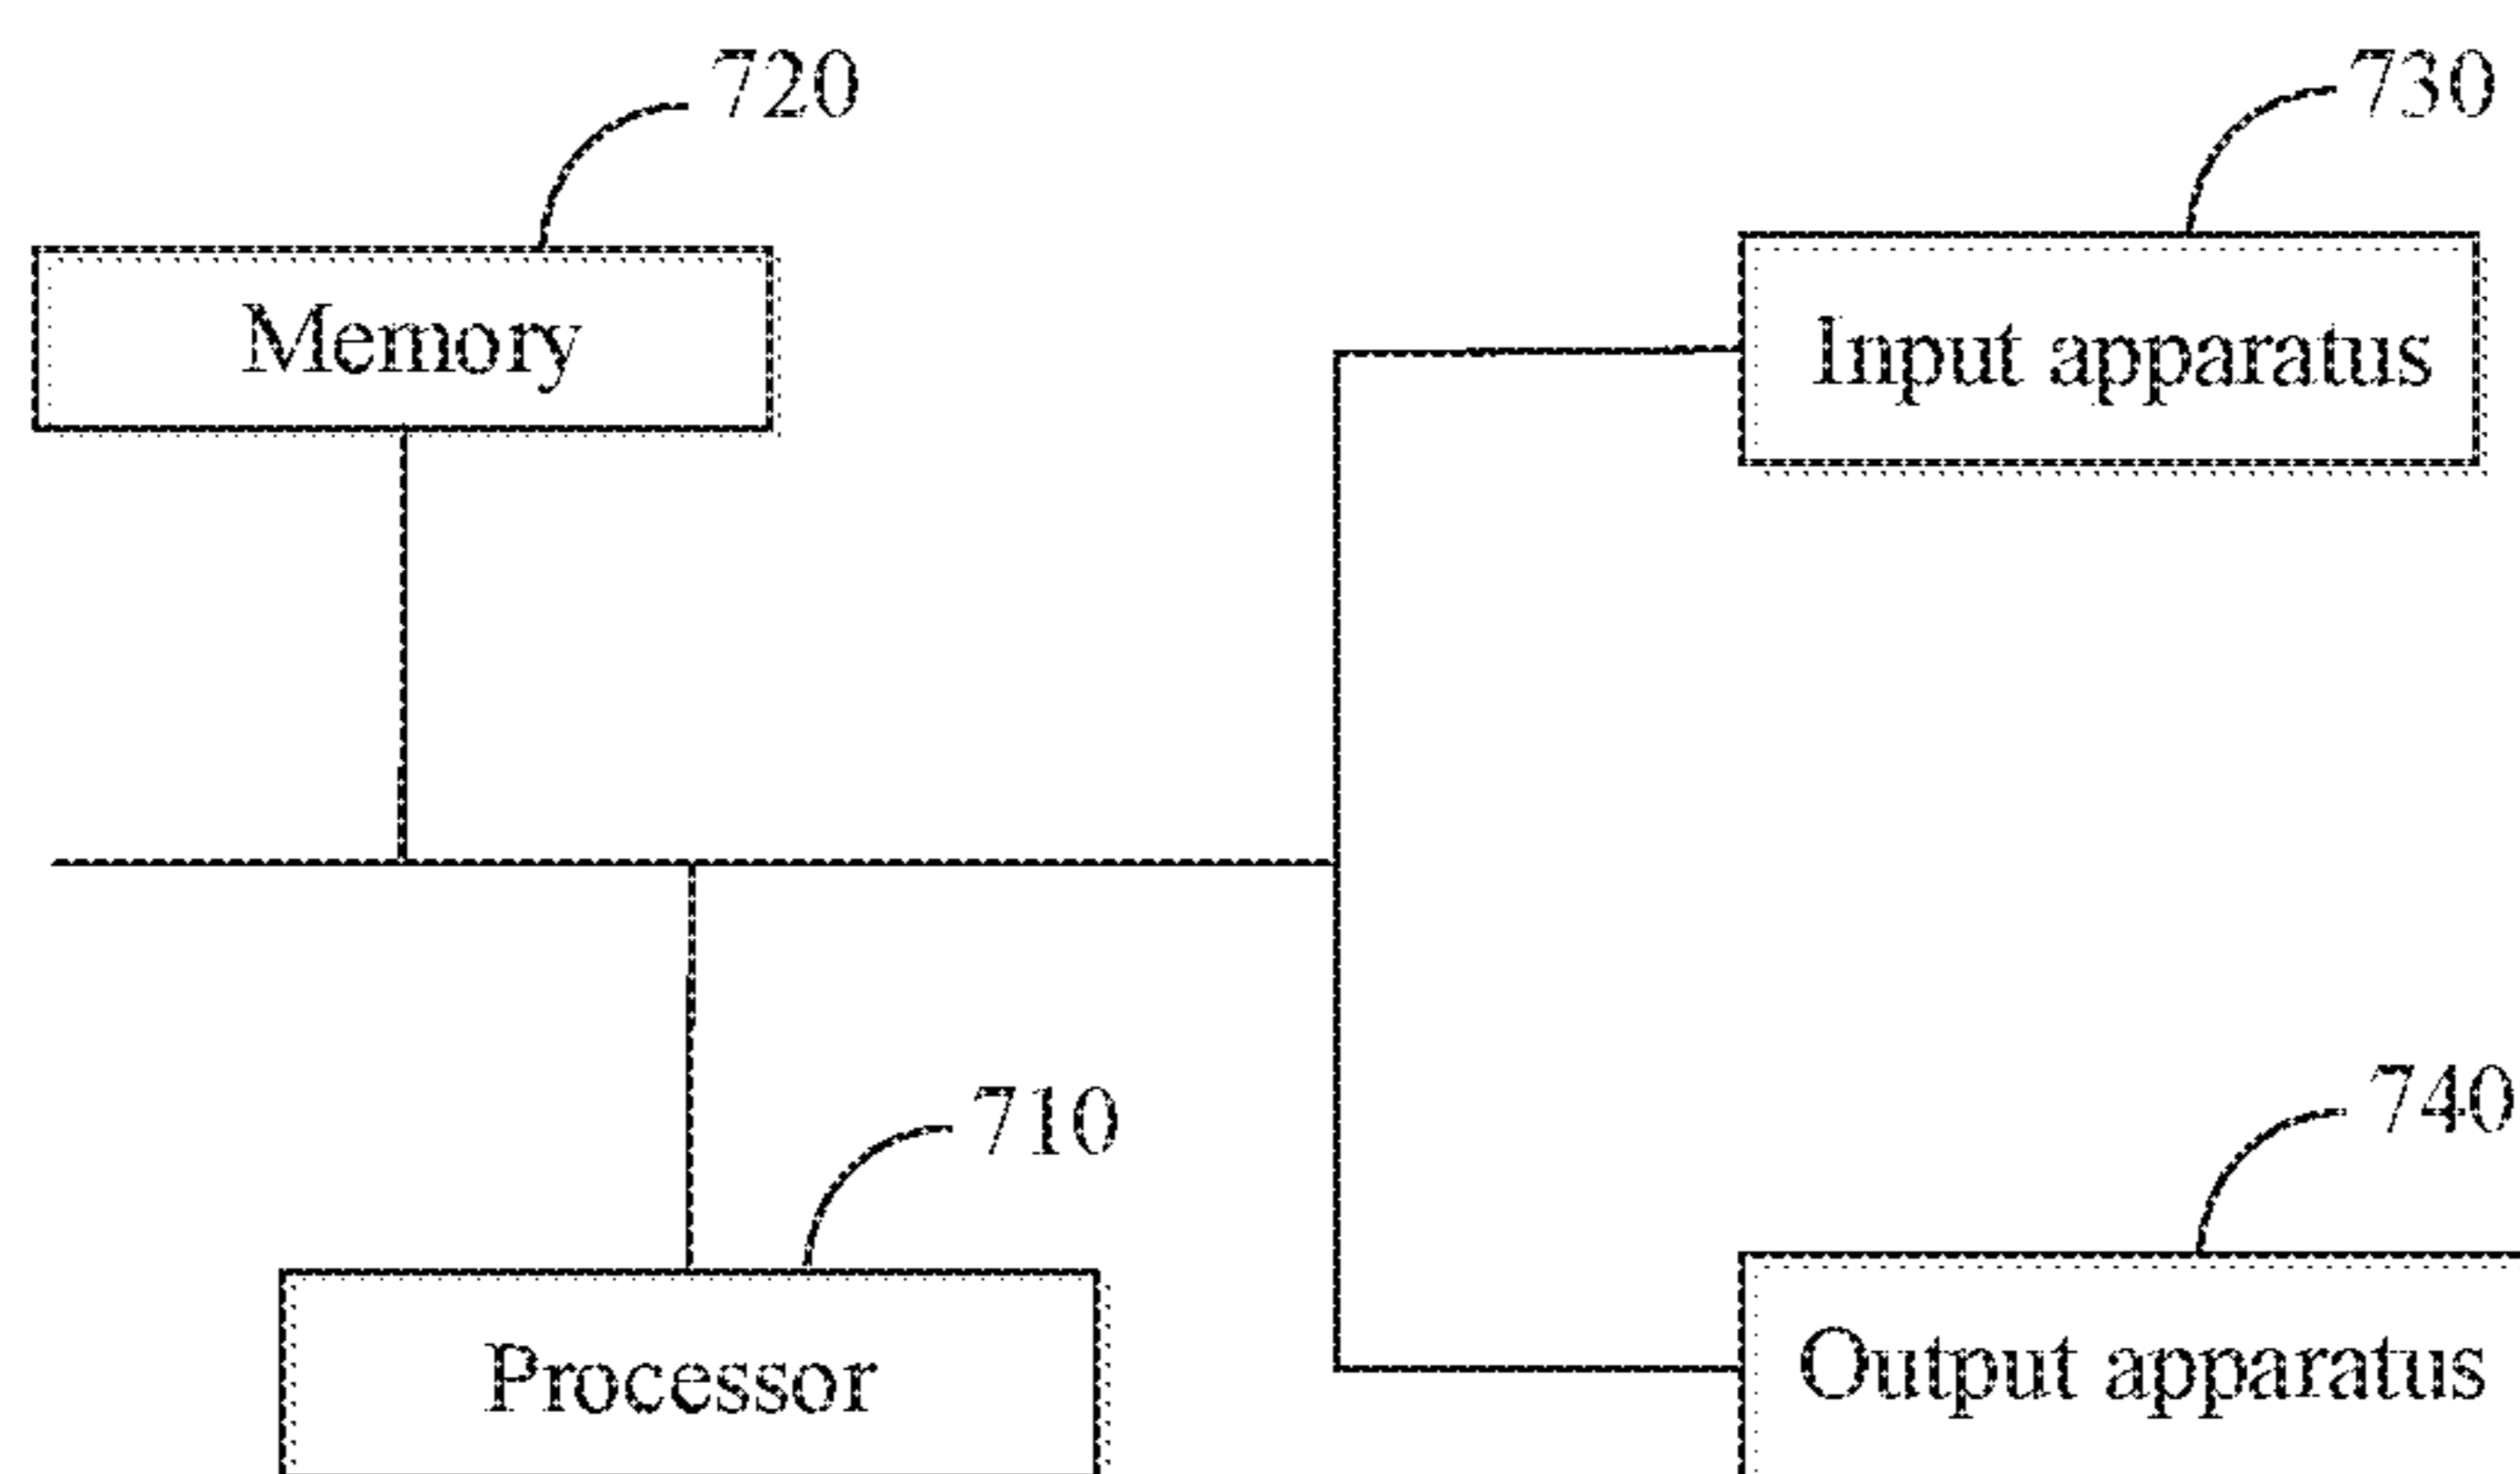 720
730
Memory
Input apparatus
710
740
Processor
Output apparatus